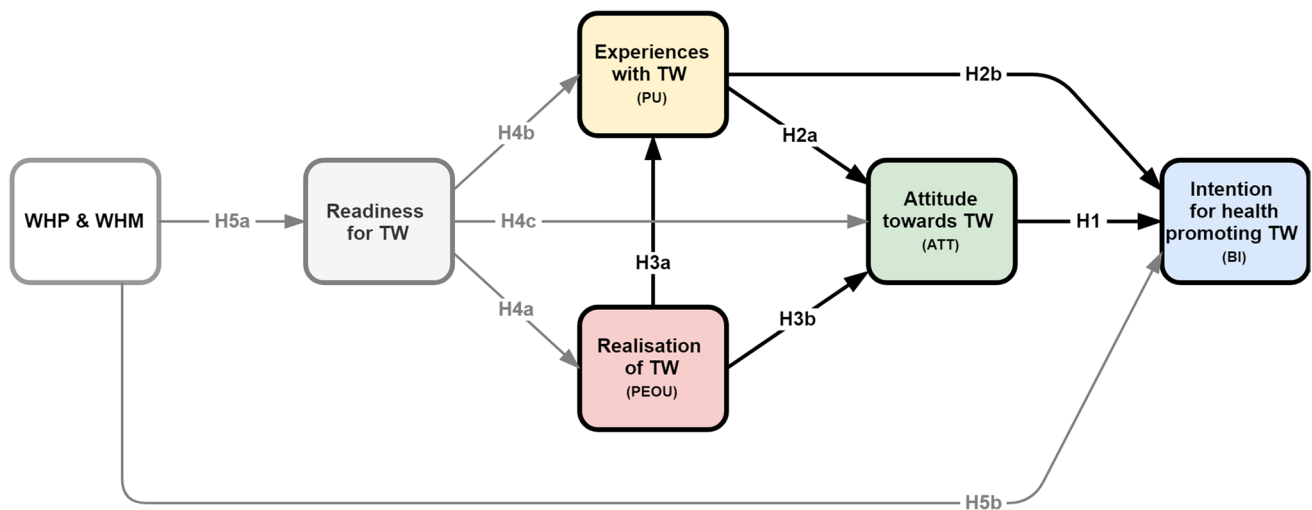 Experiences
with TW
(PU)
H2b
H4b
H2a
WHP & WHM
H5a
Readiness
for TW
H4c
Attitude
towards TW
(ATT)
H1
Intention
for health
promoting TW
(BI)
H3a
H4a
H3b
Realisation
of TW
(PEOU)
H5b